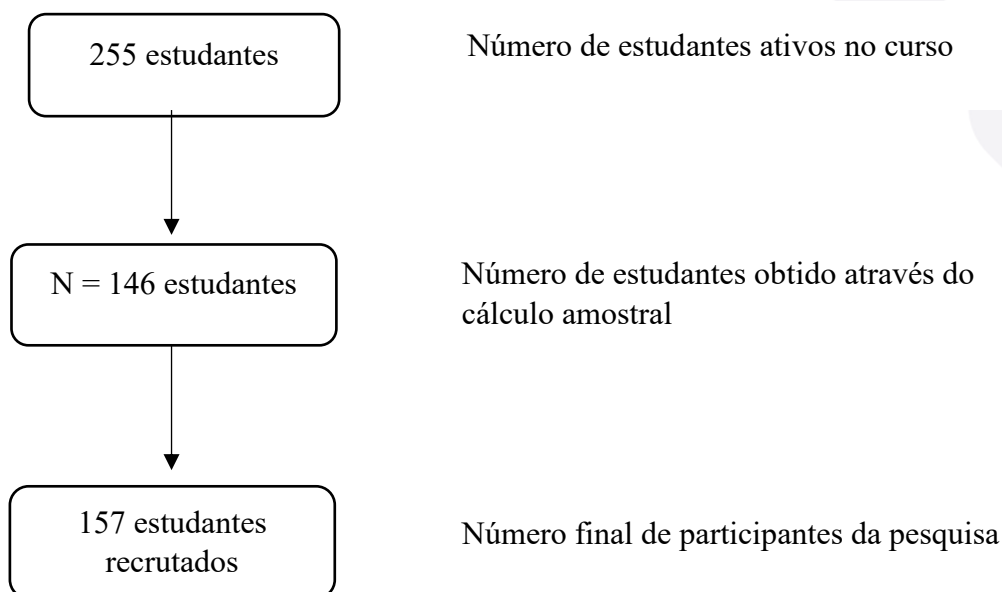 255 estudantes
Número de estudantes ativos no curso
N = 146 estudantes
Número de estudantes obtido através do
cálculo amostral
157 estudantes
recrutados
Número final de participantes da pesquisa